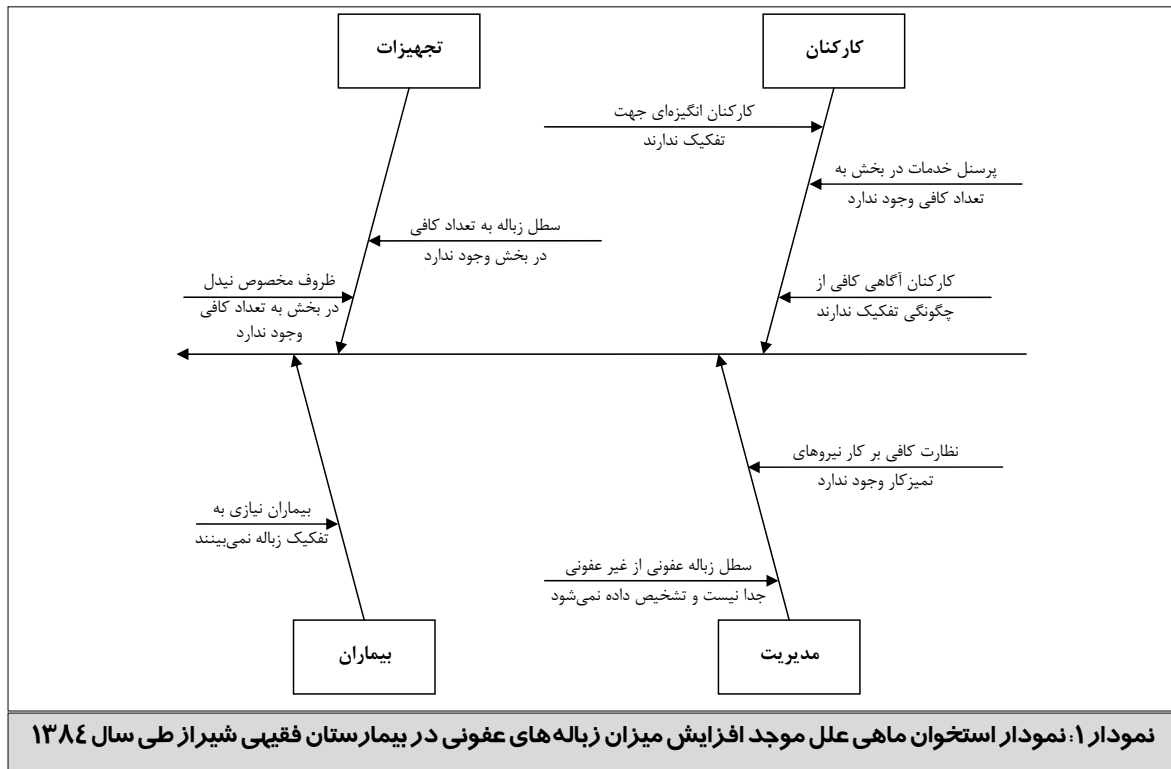 کارکنان
تجهیزات
کارکنان انگیزه‌ای جهت
تفکیک ندارند
پرسنل خدمات در بخش به
تعداد کافی وجود ندارد
کارکنان آگاهی کافی از
چگونگی تفکیک ندارند
سطل زباله به تعداد کافی
در بخش وجود ندارد
ظروف مخصوص نیدل
در بخش به تعداد کافی
وجود ندارد
نظارت کافی بر کار نیروهای
تمیزکار وجود ندارد
سطل زباله عفونی از غیر عفونی
جدا نیست و تشخیص داده نمی‌شود
بیماران نیازی به
تفکیک زباله نمی‌بینند
مدیریت
بیماران
نمودار ۱: نمودار استخوان ماهی علل موجد افزایش میزان زباله‌های عفونی در بیمارستان فقیهی شیراز طی سال ۱۳۸۴